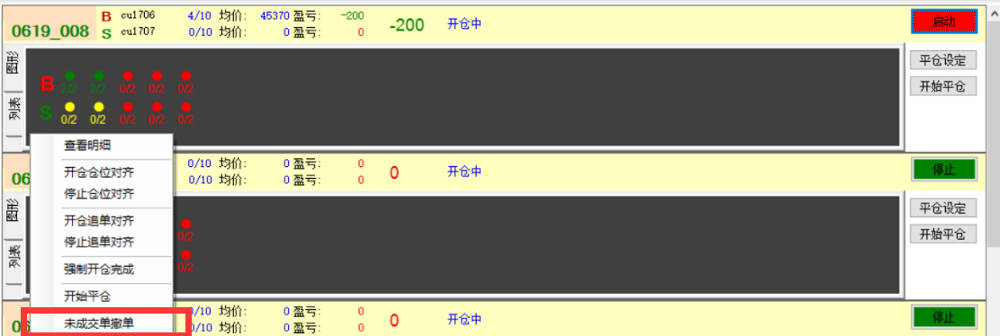 0619_008 B cu1706 4/10 均价: 45370 盈亏: -200 -200 开仓中 启动
S cu1707 0/10 均价: 0 盈亏: 0
图形
列表
B 2/2 2/2 0/2 0/2 0/2
S 0/2 0/2 0/2 0/2 0/2
平仓设定
开始平仓
查看明细
开仓仓位对齐
停止仓位对齐
开仓追单对齐
停止追单对齐
强制开仓完成
开始平仓
未成交单撤单
06 0/10 均价: 0 盈亏: 0 0 开仓中 停止
0/10 均价: 0 盈亏: 0
图形
列表
0/2
0/2
平仓设定
开始平仓
06 0/10 均价: 0 盈亏: 0 0 开仓中 停止
0/10 均价: 0 盈亏: 0